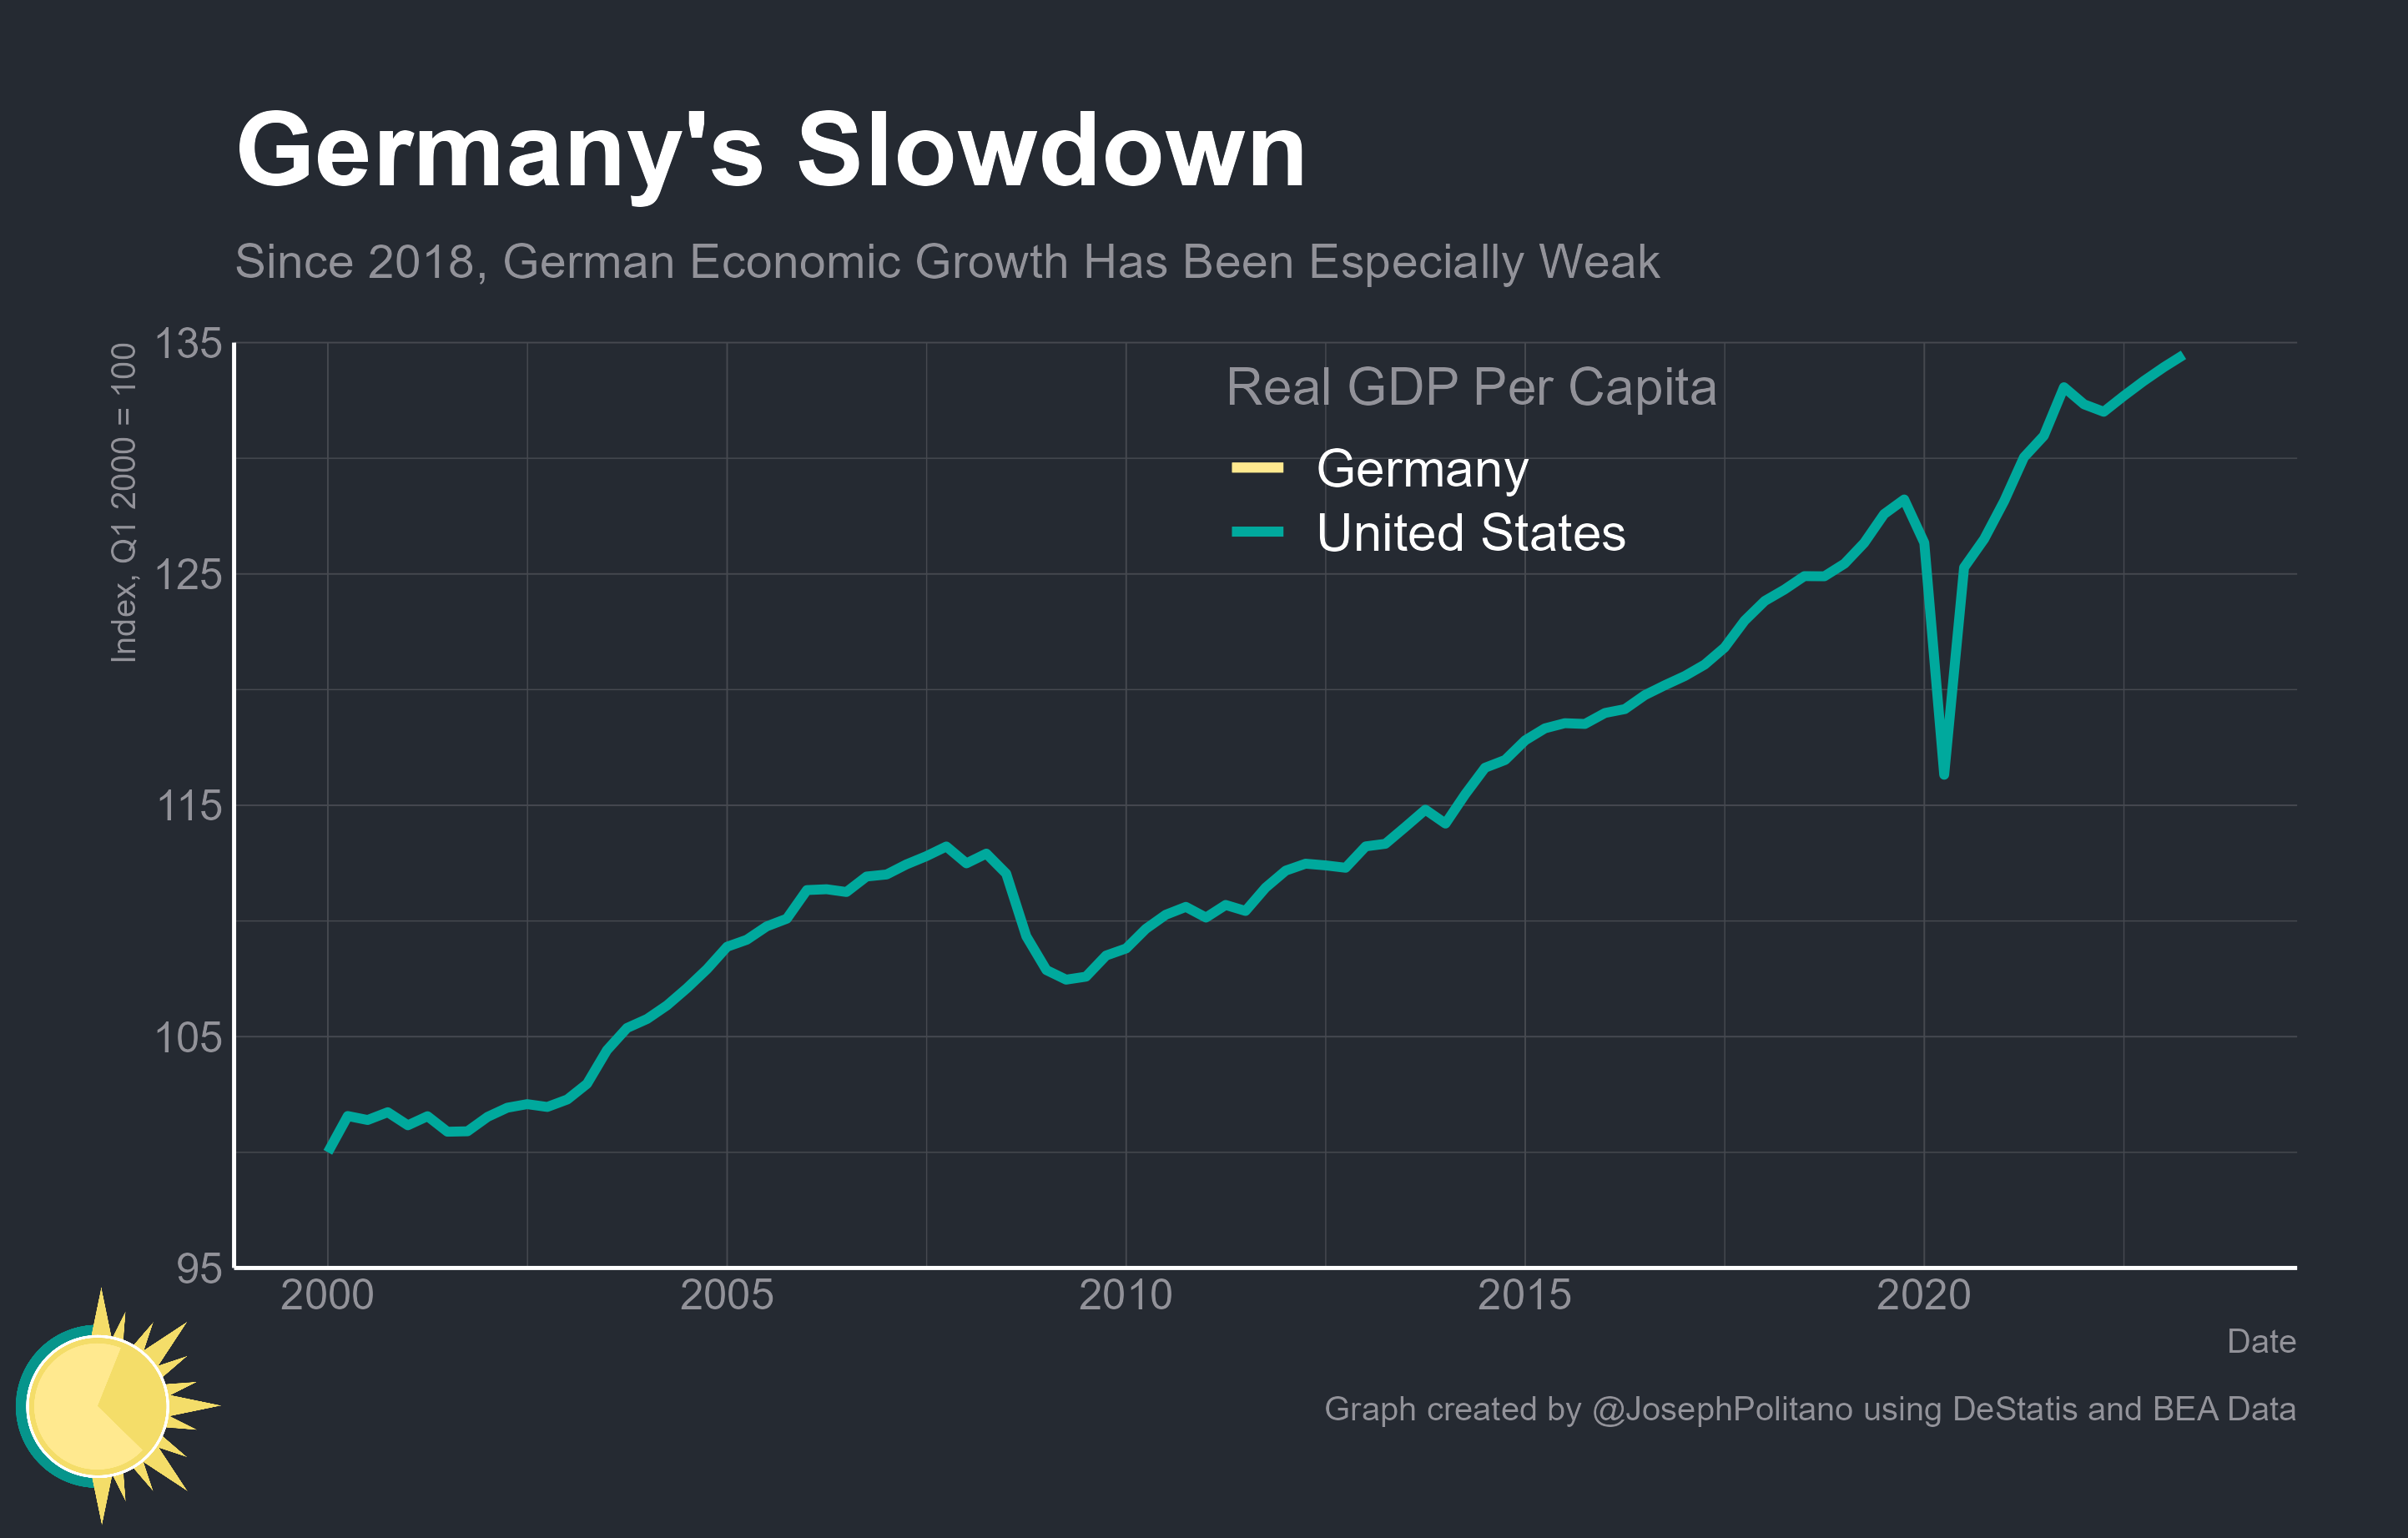 Germany's Slowdown
Since 2018, German Economic Growth Has Been Especially Weak
Index, Q1 2000 = 100
135
125
115
105
95
Real GDP Per Capita
Germany
United States
2000 2005 2010 2015 2020
Date
Graph created by @JosephPolitano using DeStatis and BEA Data